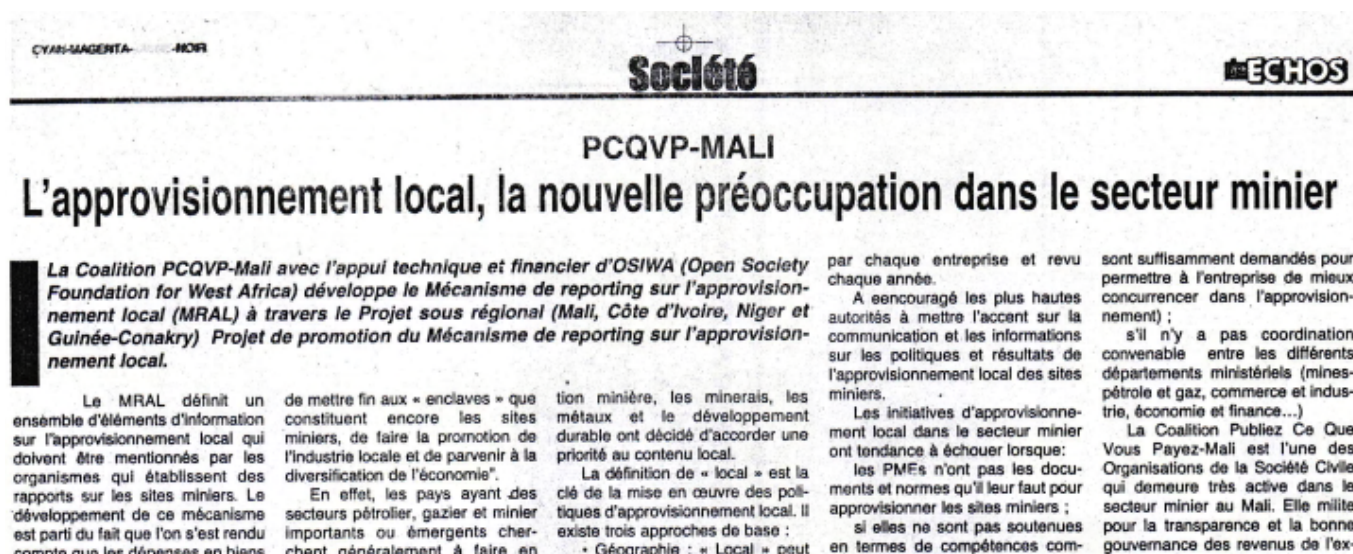 CYAN-MAGENTA- -NOIR
Société
les ECHOS
PCQVP-MALI
L'approvisionnement local, la nouvelle préoccupation dans le secteur minier
La Coalition PCQVP-Mali avec l'appui technique et financier d'OSIWA (Open Society
Foundation for West Africa) développe le Mécanisme de reporting sur l'approvision-
nement local (MRAL) à travers le Projet sous régional (Mali, Côte d'Ivoire, Niger et
Guinée-Conakry) Projet de promotion du Mécanisme de reporting sur l'approvision-
nement local.
Le MRAL définit un
ensemble d'éléments d'information
sur l'approvisionnement local qui
doivent être mentionnés par les
organismes qui établissent des
rapports sur les sites miniers. Le
développement de ce mécanisme
est parti du fait que l'on s'est rendu
compte que les dépenses en biens
de mettre fin aux « enclaves » que
constituent encore les sites
miniers, de faire la promotion de
l'industrie locale et de parvenir à la
diversification de l'économie".
En effet, les pays ayant des
secteurs pétrolier, gazier et minier
importants ou émergents cher-
chent généralement à faire en
tion minière, les minerais, les
métaux et le développement
durable ont décidé d'accorder une
priorité au contenu local.
La définition de « local » est la
clé de la mise en œuvre des poli-
tiques d'approvisionnement local. Il
existe trois approches de base :
• Géographie : « Local » peut
par chaque entreprise et revu
chaque année.
A eencouragé les plus hautes
autorités à mettre l'accent sur la
communication et les informations
sur les politiques et résultats de
l'approvisionnement local des sites
miniers.
Les initiatives d'approvisionne-
ment local dans le secteur minier
ont tendance à échouer lorsque:
les PMEs n'ont pas les docu-
ments et normes qu'il leur faut pour
approvisionner les sites miniers ;
si elles ne sont pas soutenues
en termes de compétences com-
sont suffisamment demandés pour
permettre à l'entreprise de mieux
concurrencer dans l'approvision-
nement) ;
s'il n'y a pas coordination
convenable entre les différents
départements ministériels (mines-
pétrole et gaz, commerce et indus-
trie, économie et finance...)
La Coalition Publiez Ce Que
Vous Payez-Mali est l'une des
Organisations de la Société Civile
qui demeure très active dans le
secteur minier au Mali. Elle milite
pour la transparence et la bonne
gouvernance des revenus de l'ex-